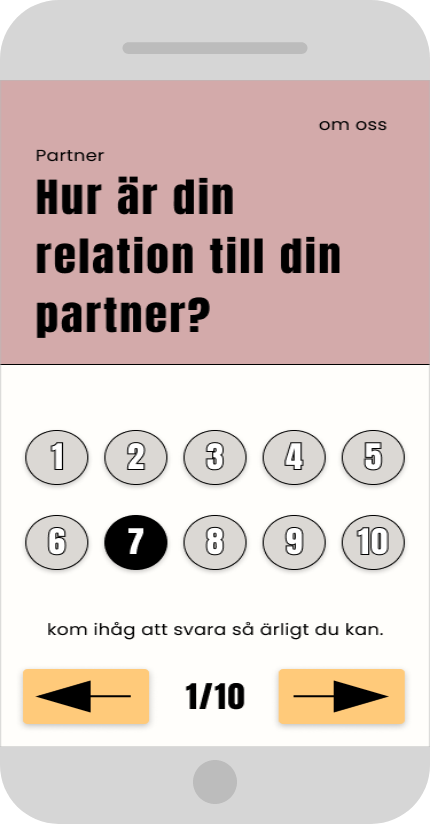 om oss
Partner
Hur är din
relation till din
partner?
1 2 3 4 5
6 7 8 9 10
kom ihåg att svara så ärligt du kan.
1/10